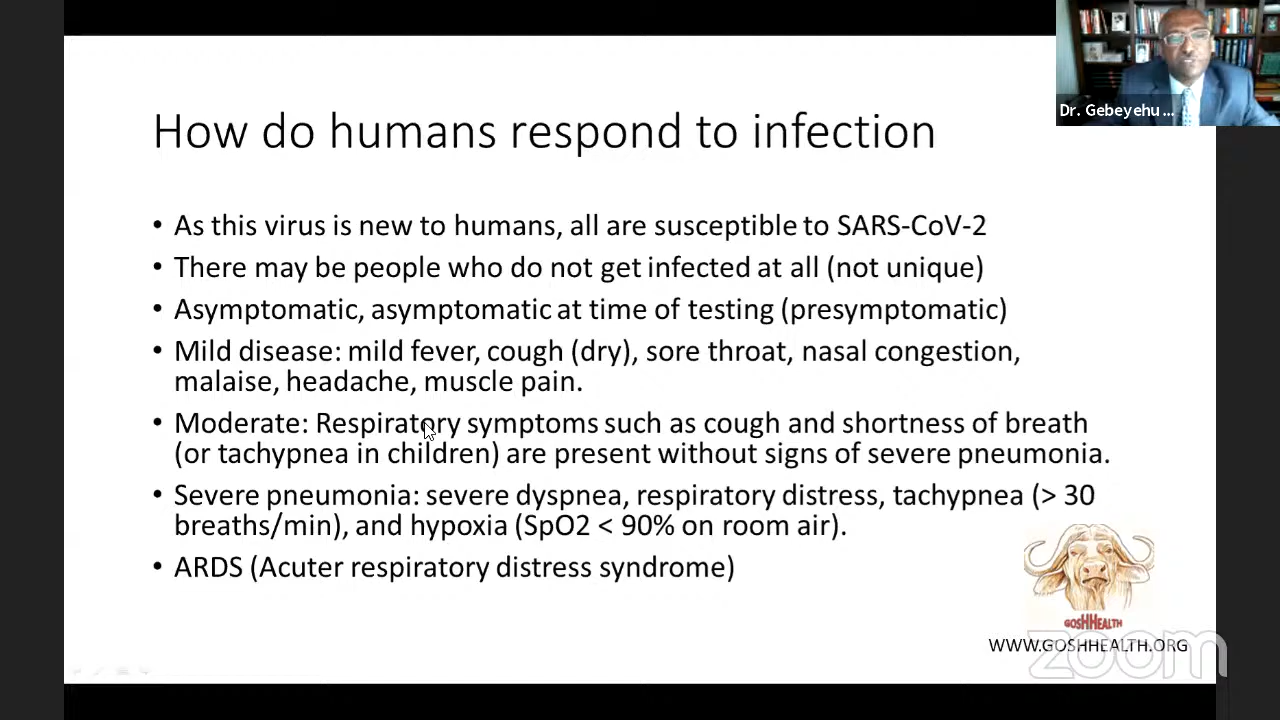 Dr. Gebeyehu ...
How do humans respond to infection
• As this virus is new to humans, all are susceptible to SARS-CoV-2
• There may be people who do not get infected at all (not unique)
• Asymptomatic, asymptomatic at time of testing (presymptomatic)
• Mild disease: mild fever, cough (dry), sore throat, nasal congestion,
malaise, headache, muscle pain.
• Moderate: Respiratory symptoms such as cough and shortness of breath
(or tachypnea in children) are present without signs of severe pneumonia.
• Severe pneumonia: severe dyspnea, respiratory distress, tachypnea (> 30
breaths/min), and hypoxia (SpO2 < 90% on room air).
• ARDS (Acuter respiratory distress syndrome)
GOSHHEALTH
WWW.GOSHHEALTH.ORG
zoom